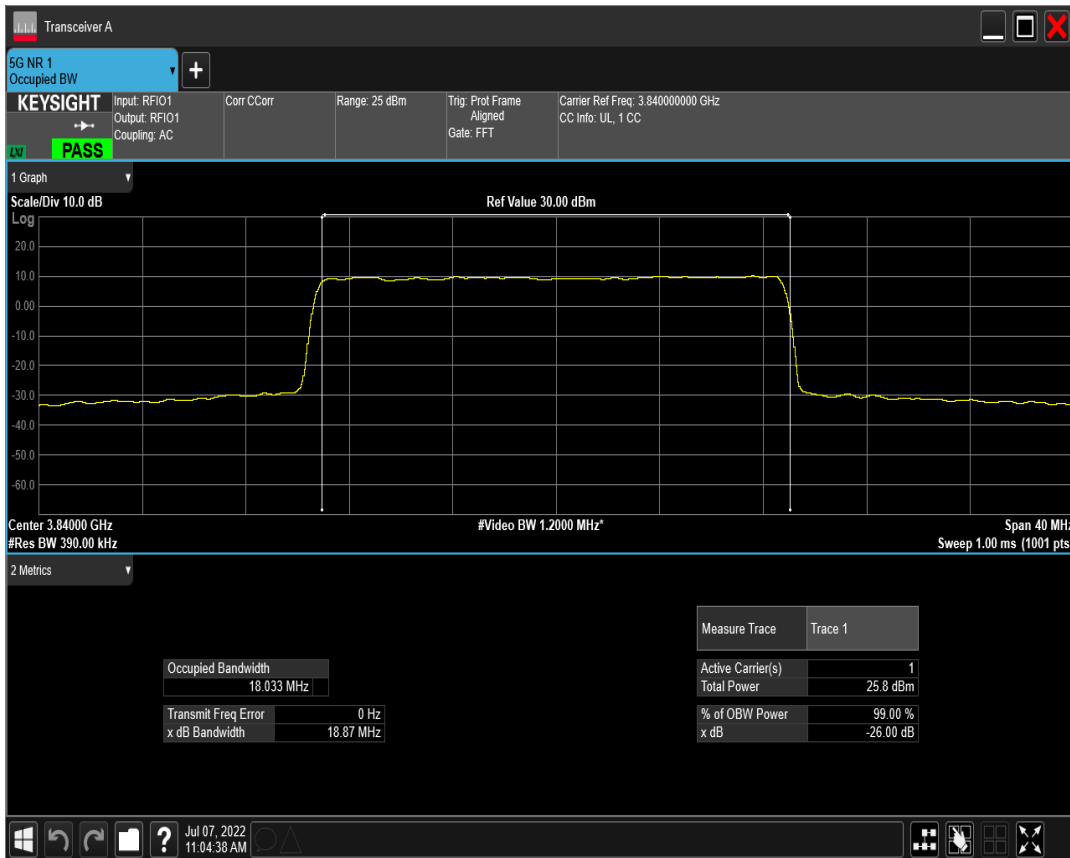 Transceiver A
5G NR 1
Occupied BW
+
KEYSIGHT
LXI
PASS
Input: RFIO1
Output: RFIO1
Coupling: AC
Corr CCorr
Range: 25 dBm
Trig: Prot Frame
Aligned
Gate: FFT
Carrier Ref Freq: 3.840000000 GHz
CC Info: UL, 1 CC
1 Graph
Scale/Div 10.0 dB
Ref Value 30.00 dBm
Log
20.0
10.0
0.00
-10.0
-20.0
-30.0
-40.0
-50.0
-60.0
Center 3.84000 GHz
#Video BW 1.2000 MHz*
Span 40 MHz
#Res BW 390.00 kHz
Sweep 1.00 ms (1001 pts
2 Metrics
Measure Trace Trace 1
Occupied Bandwidth
18.033 MHz
Active Carrier(s) 1
Total Power 25.8 dBm
Transmit Freq Error 0 Hz
x dB Bandwidth 18.87 MHz
% of OBW Power 99.00 %
x dB -26.00 dB
?
Jul 07, 2022
11:04:38 AM